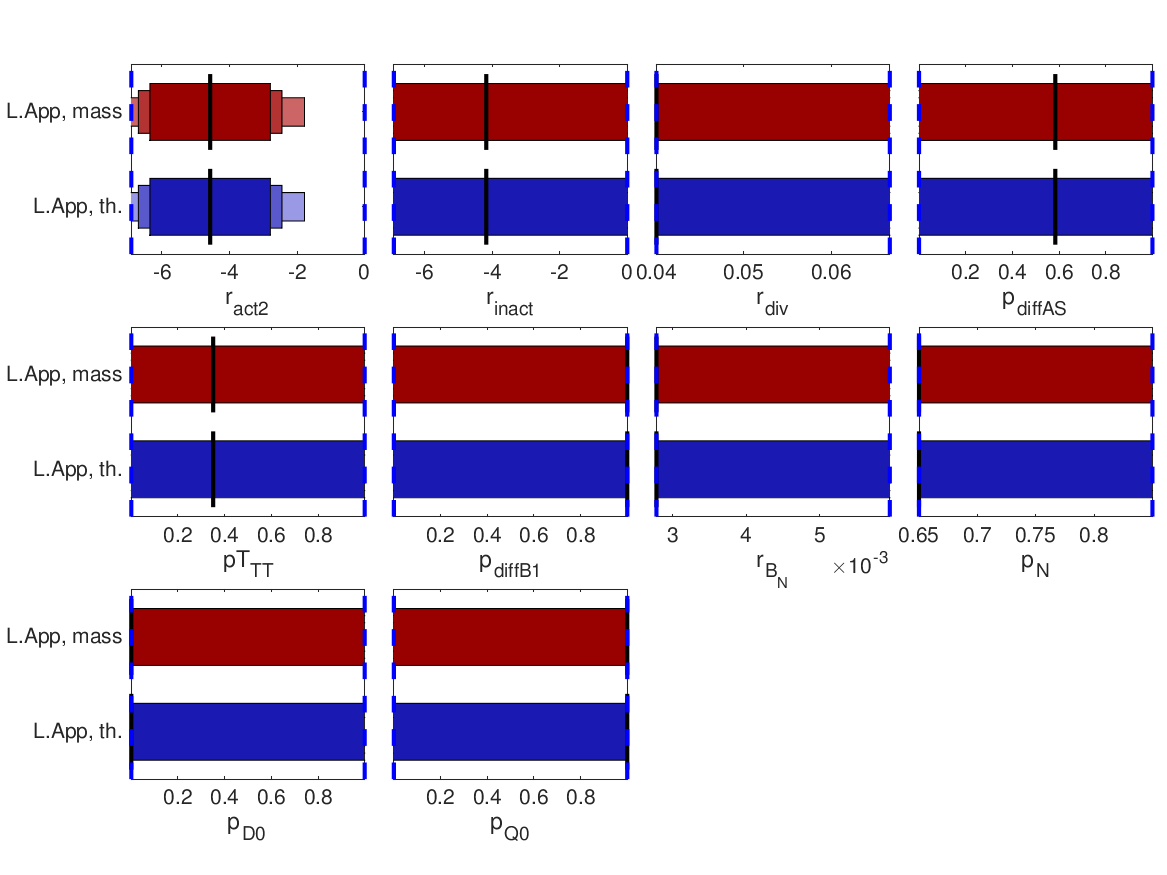 L.App, mass
L.App, th.
-6 -4 -2 0
r_act2
-6 -4 -2 0
r_inact
0.04 0.05 0.06
r_div
0.2 0.4 0.6 0.8
p_diffAS
L.App, mass
L.App, th.
0.2 0.4 0.6 0.8
pT_TT
0.2 0.4 0.6 0.8
p_diffB1
3 4 5
×10^-3
r_B_N
0.65 0.7 0.75 0.8
p_N
L.App, mass
L.App, th.
0.2 0.4 0.6 0.8
p_D0
0.2 0.4 0.6 0.8
p_Q0